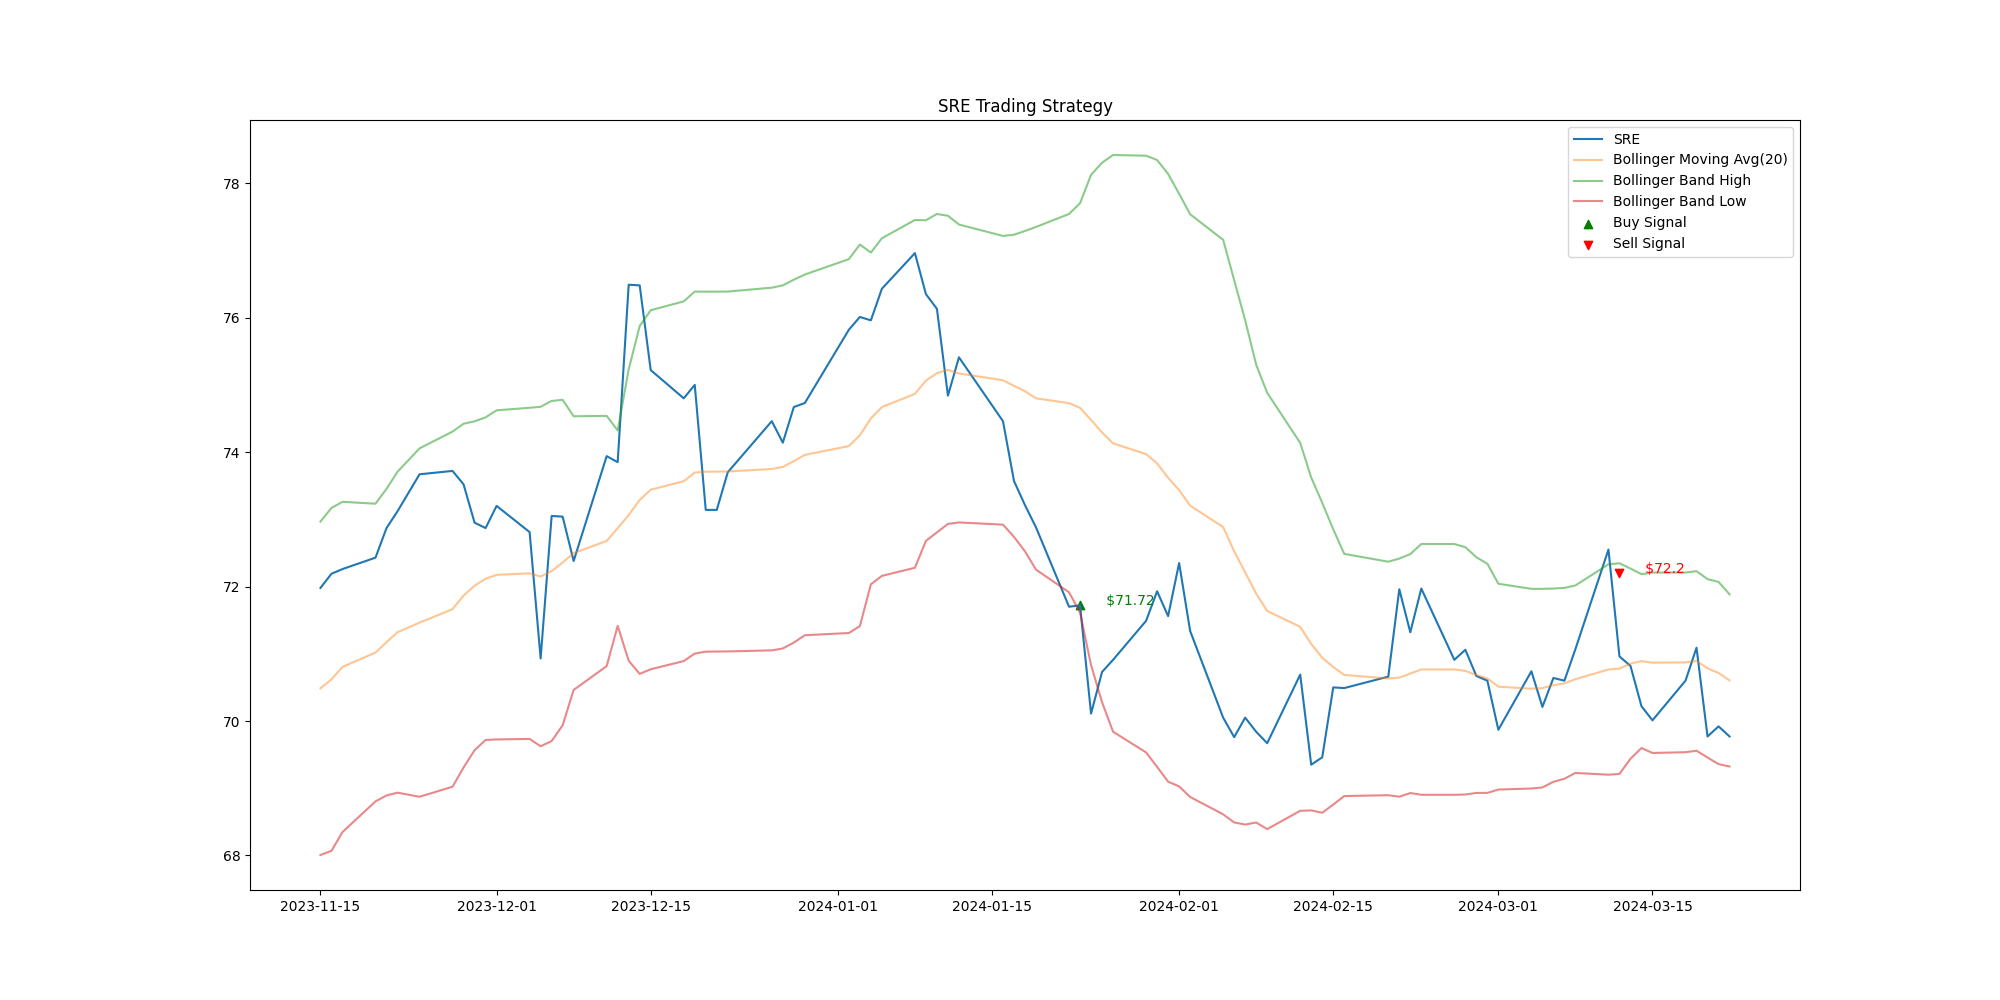 SRE Trading Strategy
SRE
Bollinger Moving Avg(20)
Bollinger Band High
Bollinger Band Low
Buy Signal
Sell Signal
78
76
74
72
70
68
$71.72
$72.2
2023-11-15 2023-12-01 2023-12-15 2024-01-01 2024-01-15 2024-02-01 2024-02-15 2024-03-01 2024-03-15